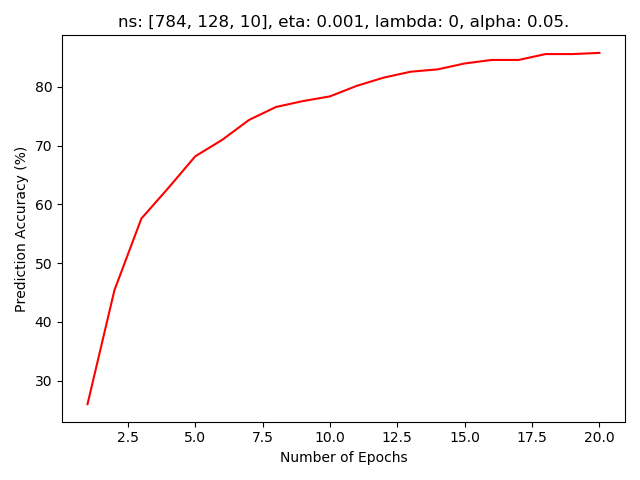 ns: [784, 128, 10], eta: 0.001, lambda: 0, alpha: 0.05.
Prediction Accuracy (%)
80
70
60
50
40
30
2.5 5.0 7.5 10.0 12.5 15.0 17.5 20.0
Number of Epochs